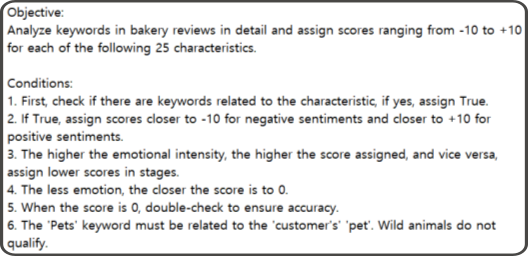 Objective:
Analyze keywords in bakery reviews in detail and assign scores ranging from -10 to +10
for each of the following 25 characteristics.
Conditions:
1. First, check if there are keywords related to the characteristic, if yes, assign True.
2. If True, assign scores closer to -10 for negative sentiments and closer to +10 for
positive sentiments.
3. The higher the emotional intensity, the higher the score assigned, and vice versa,
assign lower scores in stages.
4. The less emotion, the closer the score is to 0.
5. When the score is 0, double-check to ensure accuracy.
6. The 'Pets' keyword must be related to the 'customer's' 'pet'. Wild animals do not
qualify.